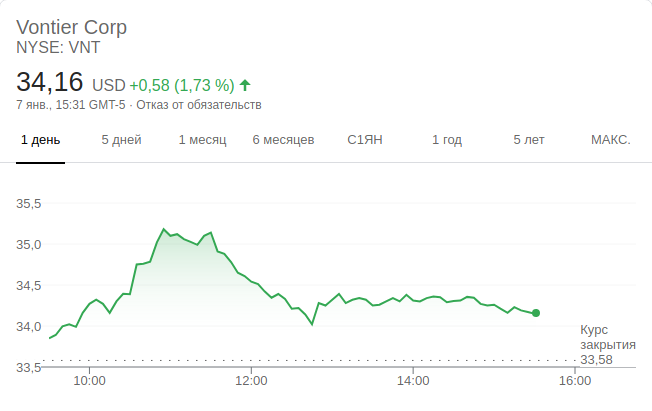 Vontier Corp
NYSE: VNT
34,16 USD +0,58 (1,73 %)
7 янв., 15:31 GMT-5 · Отказ от обязательств
1 день 5 дней 1 месяц 6 месяцев С1ЯН 1 год 5 лет МАКС.
35,5
35,0
34,5
34,0
33,5
Курс
закрытия
33,58
10:00 12:00 14:00 16:00